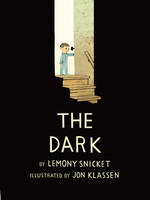 THE
DARK
BY LEMONY SNICKET
ILLUSTRATED BY JON KLASSEN